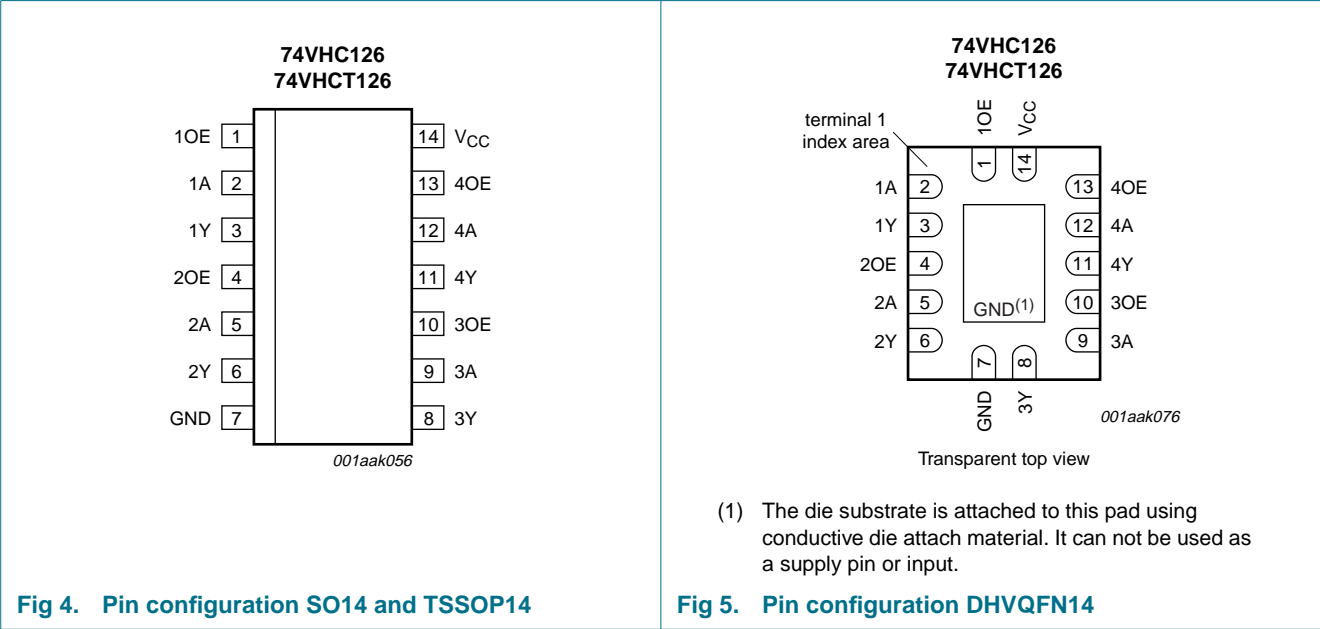 74VHC126
74VHCT126
1OE 1
1A 2
1Y 3
2OE 4
2A 5
2Y 6
GND 7
14 VCC
13 4OE
12 4A
11 4Y
10 3OE
9 3A
8 3Y
001aak056
Fig 4. Pin configuration SO14 and TSSOP14
74VHC126
74VHCT126
terminal 1
index area
1OE
VCC
1
14
1A 2
1Y 3
2OE 4
2A 5
2Y 6
13 4OE
12 4A
11 4Y
10 3OE
9 3A
GND(1)
7
8
GND
3Y
001aak076
Transparent top view
(1) The die substrate is attached to this pad using
conductive die attach material. It can not be used as
a supply pin or input.
Fig 5. Pin configuration DHVQFN14